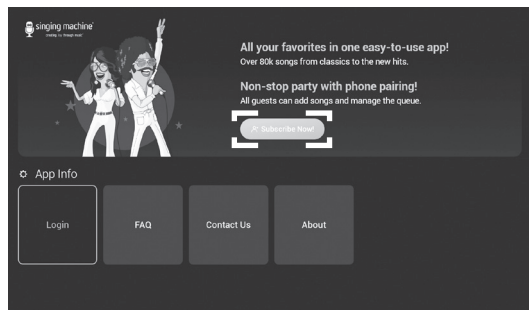 singing machine®
All your favorites in one easy-to-use app!
Over 80k songs from classics to the new hits.
Non-stop party with phone pairing!
All guests can add songs and manage the queue.
Subscribe Now!
App Info
Login
FAQ
Contact Us
About